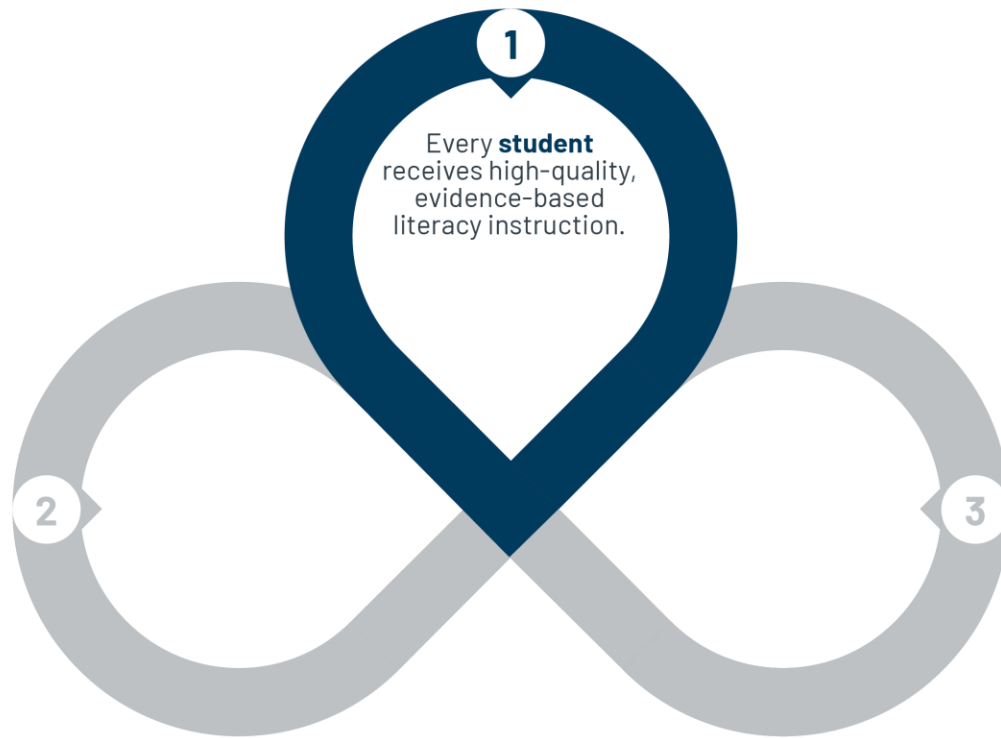 1
Every student
receives high-quality,
evidence-based
literacy instruction.
2
3